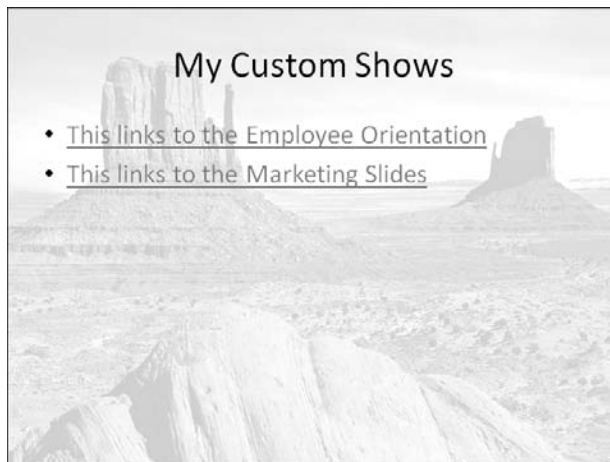 My Custom Shows
• This links to the Employee Orientation
• This links to the Marketing Slides